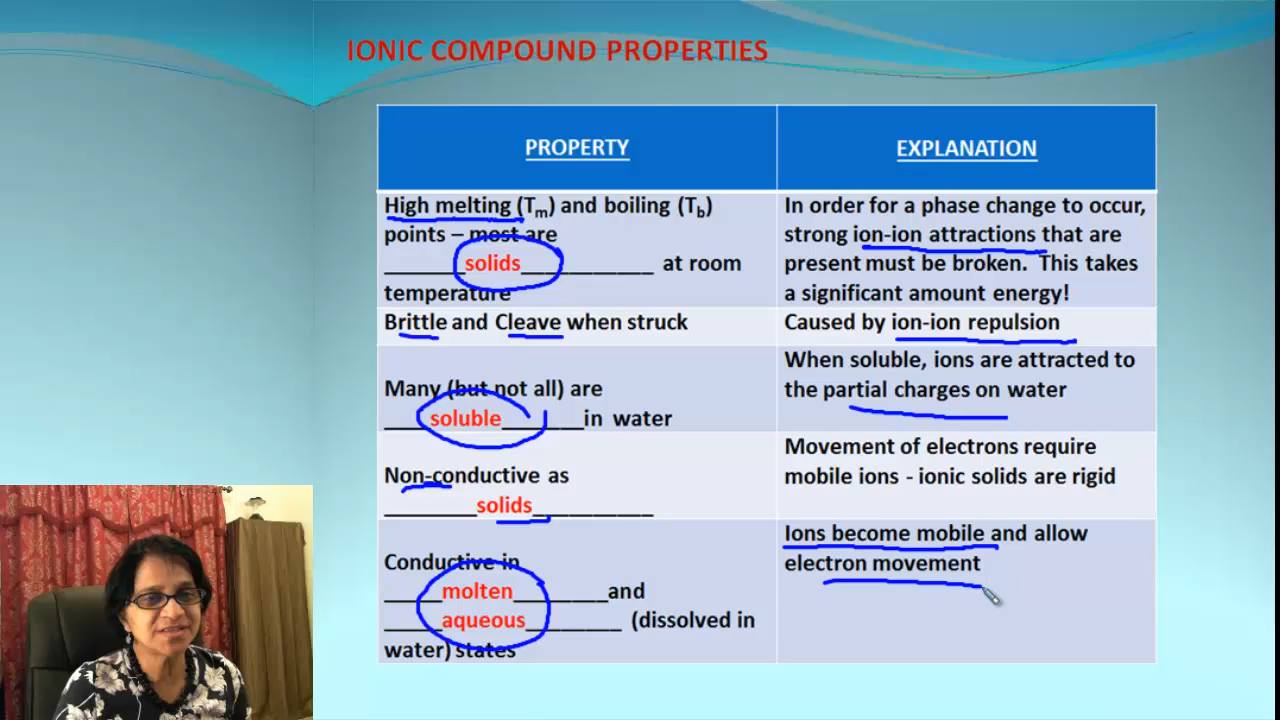 IONIC COMPOUND PROPERTIES
PROPERTY
EXPLANATION
High melting (Tm) and boiling (Tb)
points – most are
_______solids___________ at room
temperature
In order for a phase change to occur,
strong ion-ion attractions that are
present must be broken. This takes
a significant amount energy!
Brittle and Cleave when struck
Caused by ion-ion repulsion
Many (but not all) are
____soluble_______in water
When soluble, ions are attracted to
the partial charges on water
Non-conductive as
________solids__________
Movement of electrons require
mobile ions - ionic solids are rigid
Conductive in
_____molten________and
_____aqueous________ (dissolved in
water) states
Ions become mobile and allow
electron movement